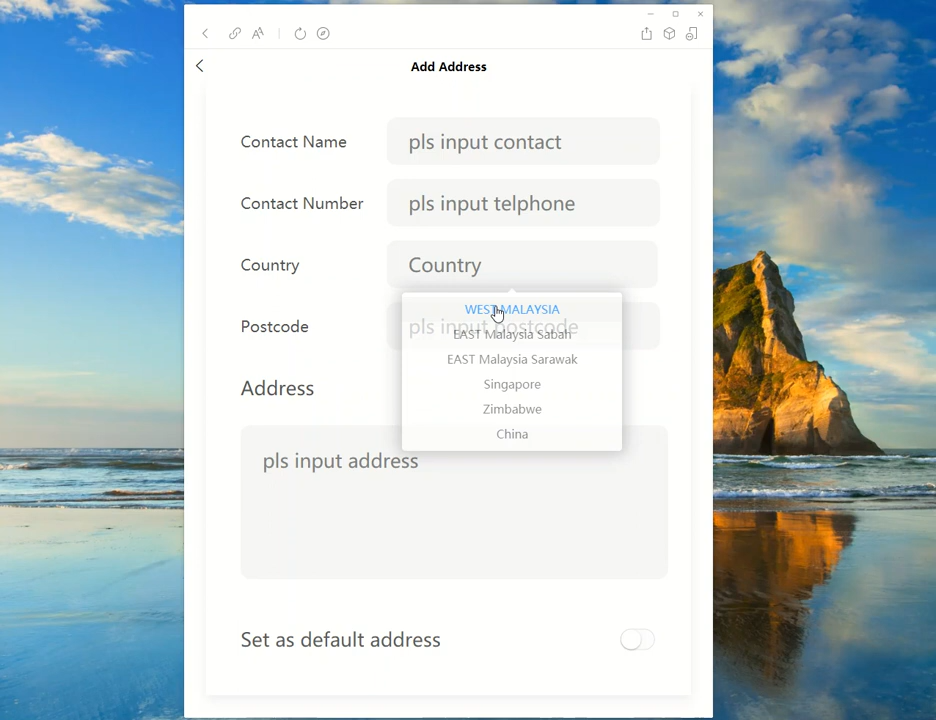 Add Address
Contact Name
pls input contact
Contact Number
pls input telphone
Country
Country
WEST MALAYSIA
Postcode
pls input postcode
EAST Malaysia Sabah
EAST Malaysia Sarawak
Singapore
Address
Zimbabwe
China
pls input address
Set as default address